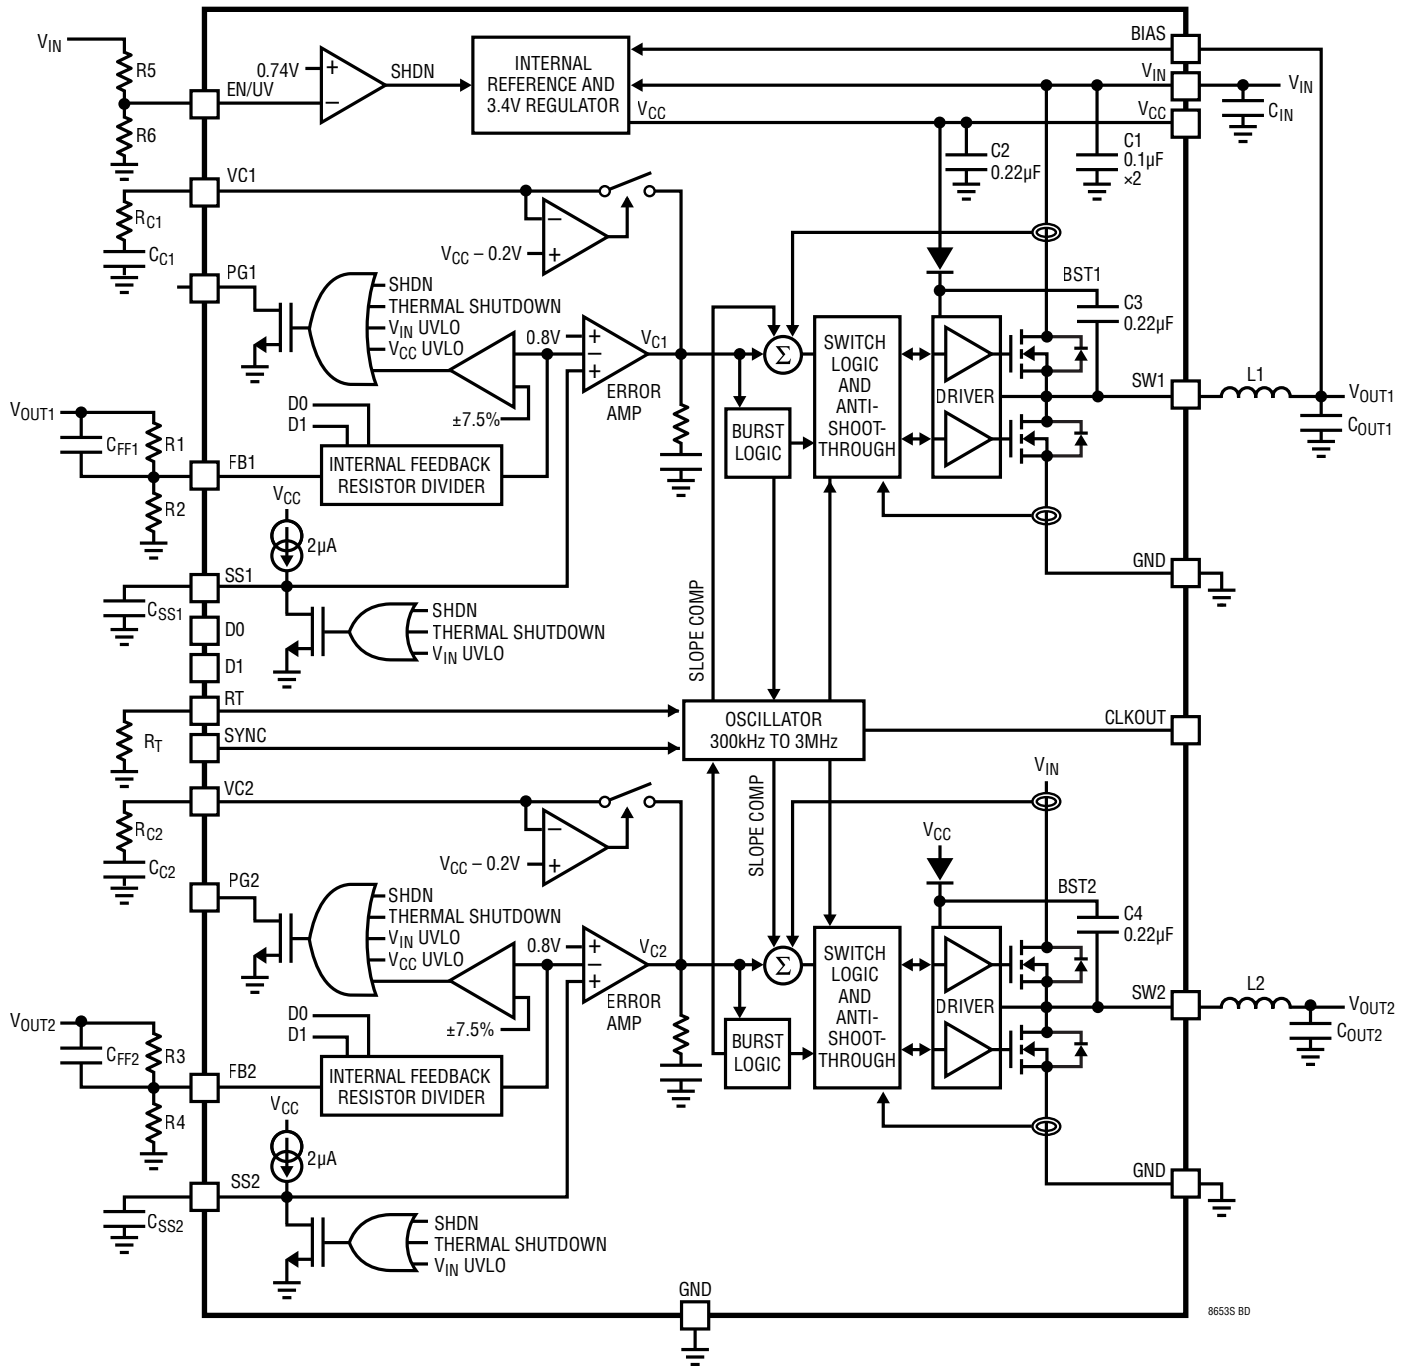 VIN
R5
EN/UV
R6
0.74V
+
−
SHDN
INTERNAL
REFERENCE AND
3.4V REGULATOR
VCC
BIAS
VIN
VCC
VIN
CIN
C2
0.22µF
C1
0.1µF
×2
VC1
RC1
CC1
−
VCC – 0.2V
+
PG1
SHDN
THERMAL SHUTDOWN
VIN UVLO
VCC UVLO
0.8V
+
−
+
VC1
ERROR
AMP
±7.5%
Σ
BURST
LOGIC
SWITCH
LOGIC
AND
ANTI-
SHOOT-
THROUGH
DRIVER
BST1
C3
0.22µF
SW1
L1
VOUT1
COUT1
VOUT1
CFF1
R1
FB1
R2
D0
D1
INTERNAL FEEDBACK
RESISTOR DIVIDER
VCC
2µA
SS1
CSS1
SHDN
THERMAL SHUTDOWN
VIN UVLO
GND
D0
D1
RT
RT
SYNC
SLOPE COMP
OSCILLATOR
300kHz TO 3MHz
CLKOUT
SLOPE COMP
VC2
RC2
CC2
−
VCC – 0.2V
+
PG2
SHDN
THERMAL SHUTDOWN
VIN UVLO
VCC UVLO
0.8V
+
−
+
VC2
ERROR
AMP
±7.5%
Σ
BURST
LOGIC
SWITCH
LOGIC
AND
ANTI-
SHOOT-
THROUGH
VIN
VCC
DRIVER
BST2
C4
0.22µF
SW2
L2
VOUT2
COUT2
VOUT2
CFF2
R3
FB2
R4
D0
D1
INTERNAL FEEDBACK
RESISTOR DIVIDER
VCC
2µA
SS2
CSS2
SHDN
THERMAL SHUTDOWN
VIN UVLO
GND
GND
8653S BD